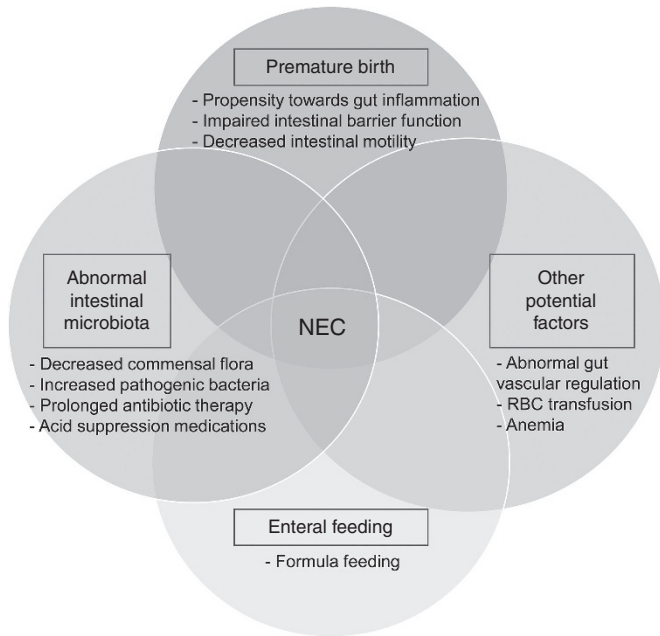 Premature birth
- Propensity towards gut inflammation
- Impaired intestinal barrier function
- Decreased intestinal motility
Abnormal
intestinal
microbiota
- Decreased commensal flora
- Increased pathogenic bacteria
- Prolonged antibiotic therapy
- Acid suppression medications
NEC
Other
potential
factors
- Abnormal gut
vascular regulation
- RBC transfusion
- Anemia
Enteral feeding
- Formula feeding